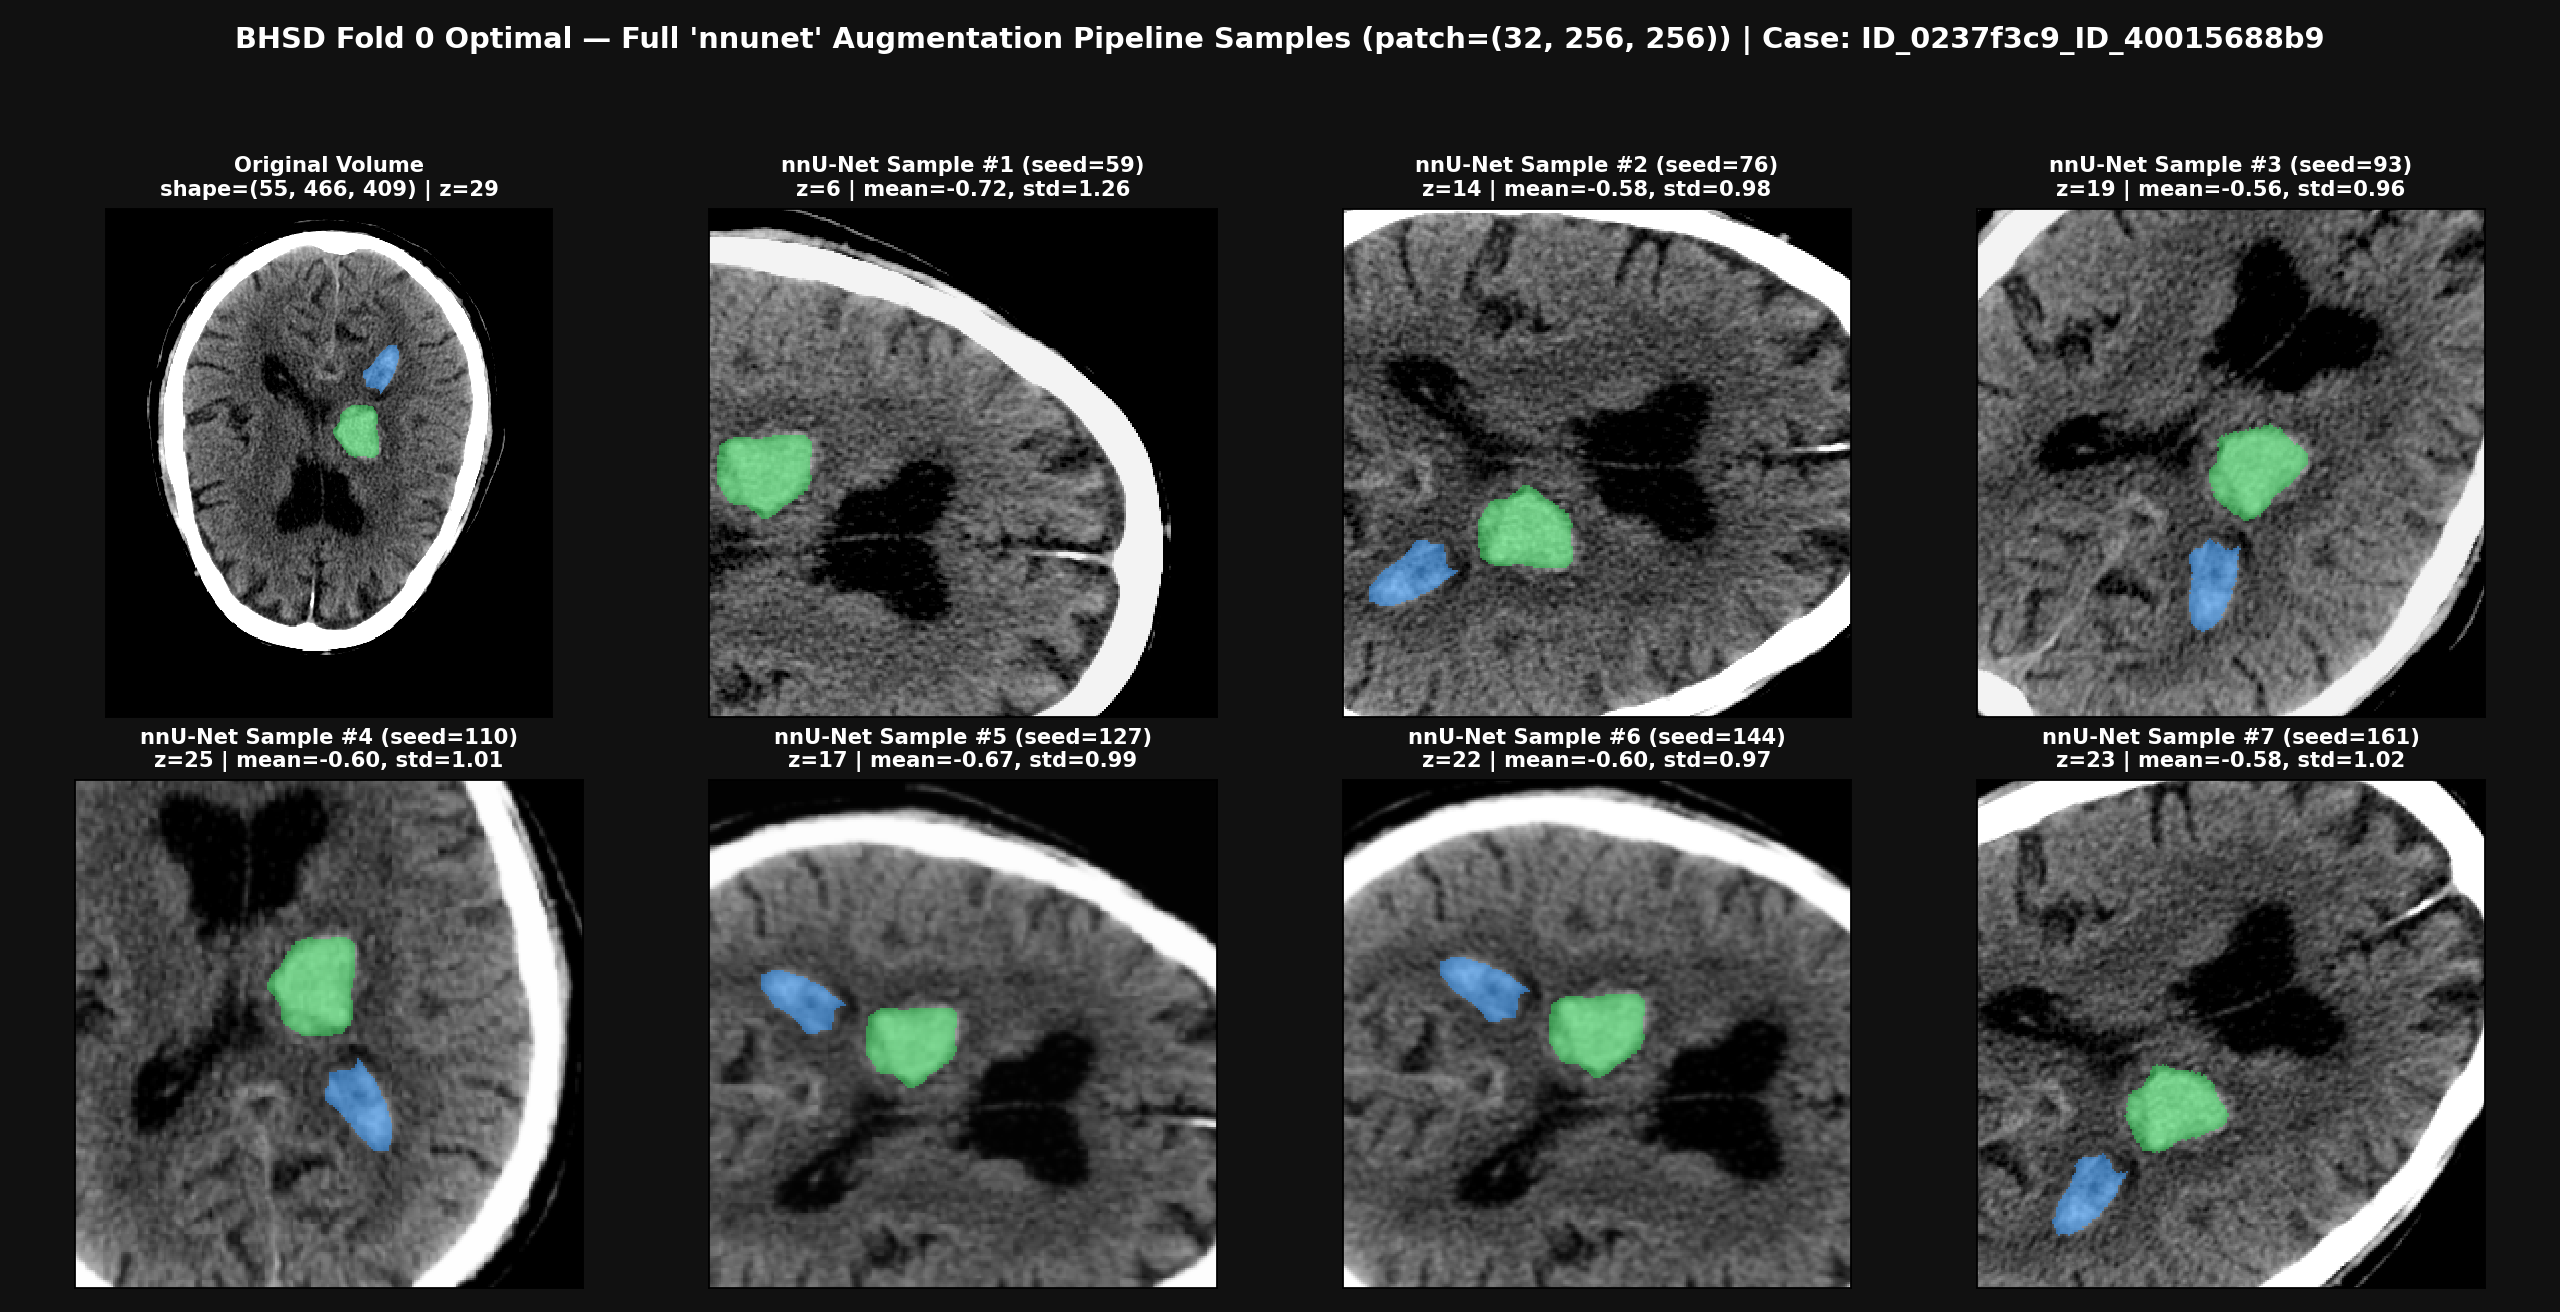 BHSD Fold 0 Optimal — Full 'nnunet' Augmentation Pipeline Samples (patch=(32, 256, 256)) | Case: ID_0237f3c9_ID_40015688b9
Original Volume
shape=(55, 466, 409) | z=29
nnU-Net Sample #1 (seed=59)
z=6 | mean=-0.72, std=1.26
nnU-Net Sample #2 (seed=76)
z=14 | mean=-0.58, std=0.98
nnU-Net Sample #3 (seed=93)
z=19 | mean=-0.56, std=0.96
nnU-Net Sample #4 (seed=110)
z=25 | mean=-0.60, std=1.01
nnU-Net Sample #5 (seed=127)
z=17 | mean=-0.67, std=0.99
nnU-Net Sample #6 (seed=144)
z=22 | mean=-0.60, std=0.97
nnU-Net Sample #7 (seed=161)
z=23 | mean=-0.58, std=1.02